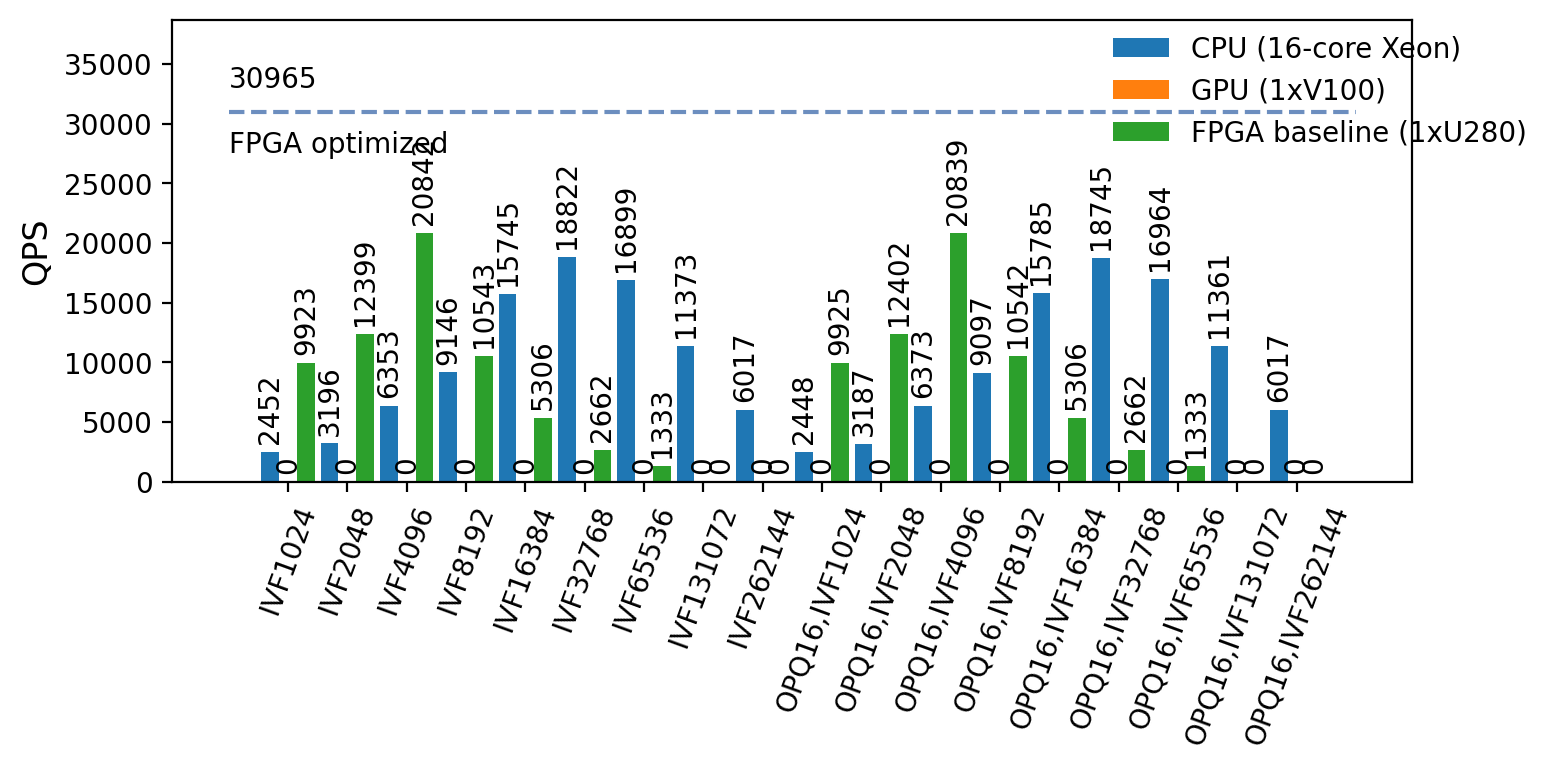 35000
30000
25000
20000
15000
10000
5000
0
QPS
30965
FPGA optimized
CPU (16-core Xeon)
GPU (1xV100)
FPGA baseline (1xU280)
2452
0
9923
3196
0
12399
6353
0
20842
9146
0
10543
15745
0
5306
18822
0
2662
16899
0
1333
11373
0
0
6017
0
0
2448
0
9925
3187
0
12402
6373
0
20839
9097
0
10542
15785
0
5306
18745
0
2662
16964
0
1333
11361
0
0
6017
0
0
IVF1024
IVF2048
IVF4096
IVF8192
IVF16384
IVF32768
IVF65536
IVF131072
IVF262144
OPQ16,IVF1024
OPQ16,IVF2048
OPQ16,IVF4096
OPQ16,IVF8192
OPQ16,IVF16384
OPQ16,IVF32768
OPQ16,IVF65536
OPQ16,IVF131072
OPQ16,IVF262144